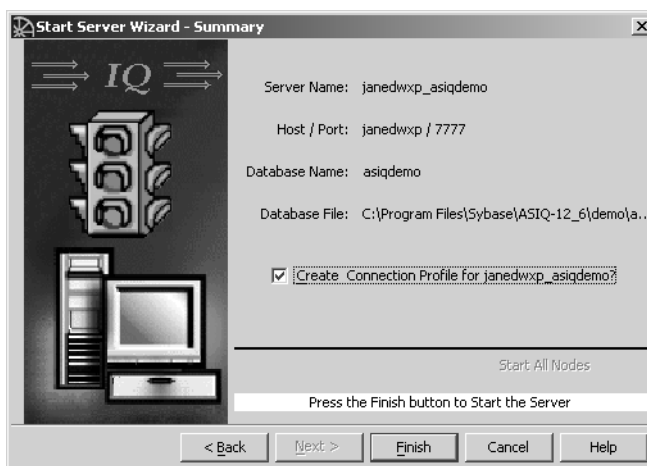 Start Server Wizard - Summary
IQ
Server Name: janedwxp_asiqdemo
Host / Port: janedwxp / 7777
Database Name: asiqdemo
Database File: C:\Program Files\Sybase\ASIQ-12_6\demo\a...
Create Connection Profile for janedwxp_asiqdemo?
Start All Nodes
Press the Finish button to Start the Server
< Back Next > Finish Cancel Help